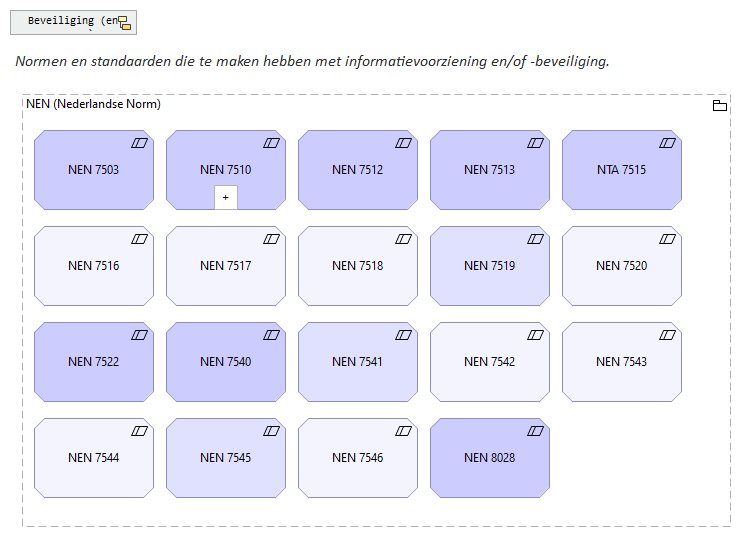 Beveiliging (en
Normen en standaarden die te maken hebben met informatievoorziening en/of -beveiliging.
NEN (Nederlandse Norm)
NEN 7503 NEN 7510 NEN 7512 NEN 7513 NTA 7515
+
NEN 7516 NEN 7517 NEN 7518 NEN 7519 NEN 7520
NEN 7522 NEN 7540 NEN 7541 NEN 7542 NEN 7543
NEN 7544 NEN 7545 NEN 7546 NEN 8028